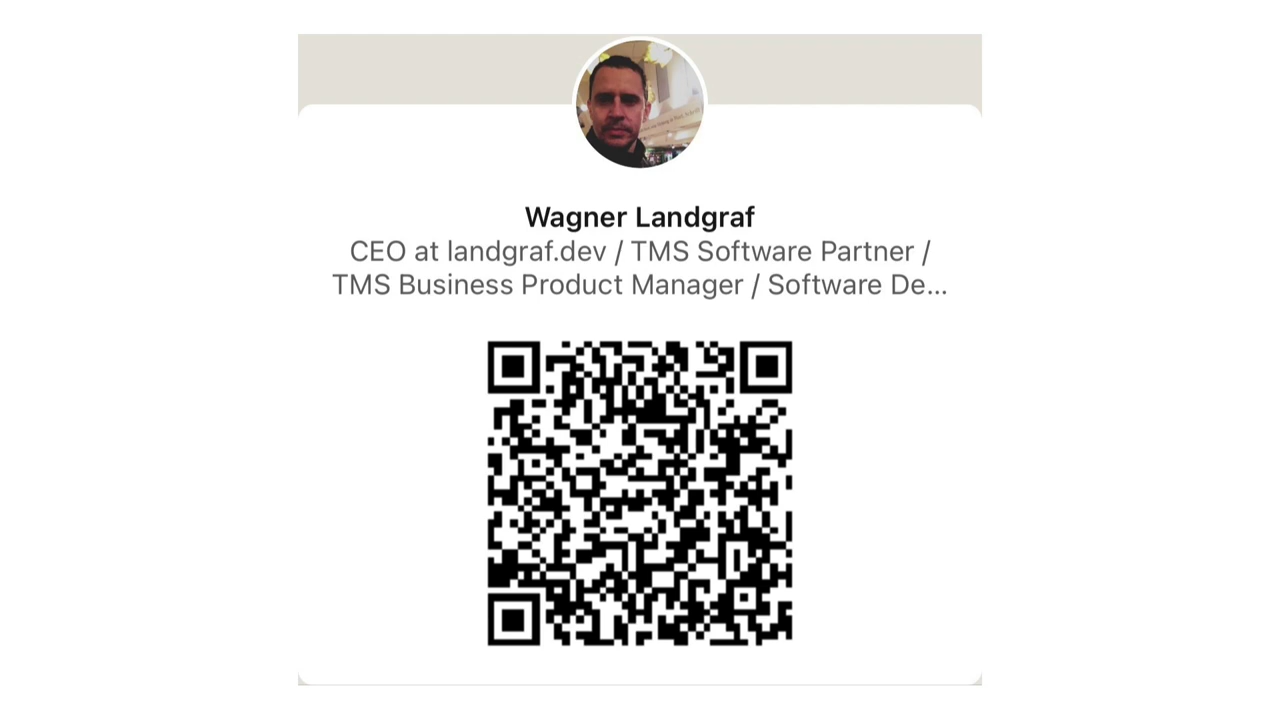 Wagner Landgraf
CEO at landgraf.dev / TMS Software Partner /
TMS Business Product Manager / Software De...